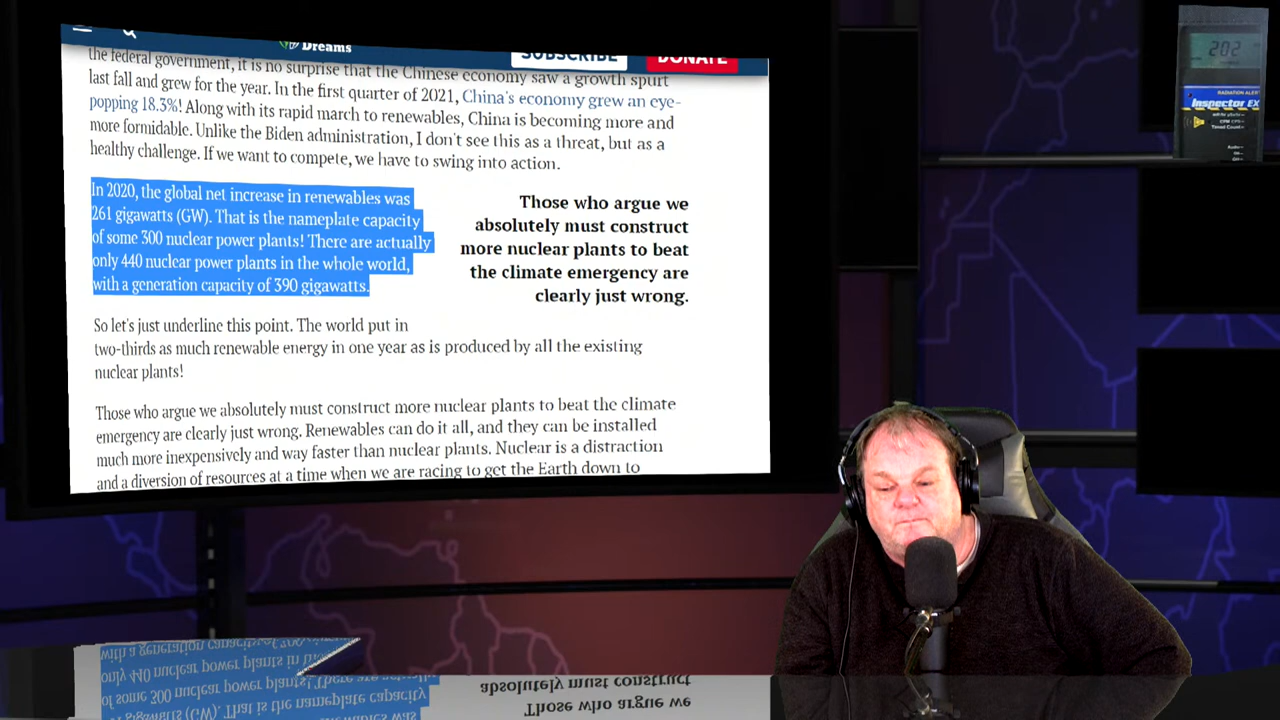 Dreams
SUBSCRIBE
DONATE
the federal government, it is no surprise that the Chinese economy saw a growth spurt
last fall and grew for the year. In the first quarter of 2021, China's economy grew an eye-
popping 18.3%! Along with its rapid march to renewables, China is becoming more and
more formidable. Unlike the Biden administration, I don't see this as a threat, but as a
healthy challenge. If we want to compete, we have to swing into action.
In 2020, the global net increase in renewables was
261 gigawatts (GW). That is the nameplate capacity
of some 300 nuclear power plants! There are actually
only 440 nuclear power plants in the whole world,
with a generation capacity of 390 gigawatts.
Those who argue we
absolutely must construct
more nuclear plants to beat
the climate emergency are
clearly just wrong.
So let's just underline this point. The world put in
two-thirds as much renewable energy in one year as is produced by all the existing
nuclear plants!
Those who argue we absolutely must construct more nuclear plants to beat the climate
emergency are clearly just wrong. Renewables can do it all, and they can be installed
much more inexpensively and way faster than nuclear plants. Nuclear is a distraction
and a diversion of resources at a time when we are racing to get the Earth down to
202
RADIATION ALERT
Inspector EX